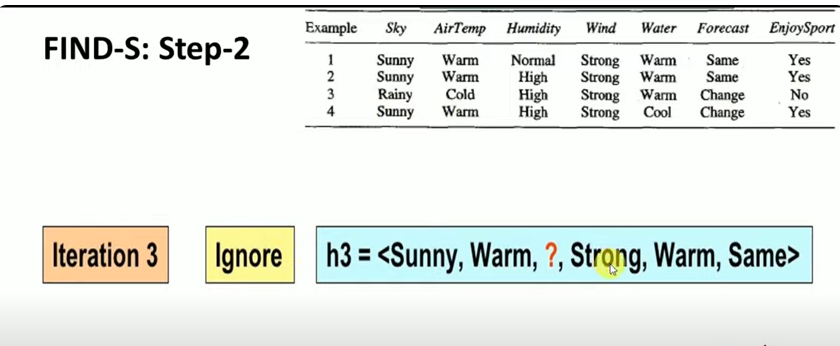 FIND-S: Step-2
Example Sky AirTemp Humidity Wind Water Forecast EnjoySport
1 Sunny Warm Normal Strong Warm Same Yes
2 Sunny Warm High Strong Warm Same Yes
3 Rainy Cold High Strong Warm Change No
4 Sunny Warm High Strong Cool Change Yes
Iteration 3
Ignore
h3 = <Sunny, Warm, ?, Strong, Warm, Same>